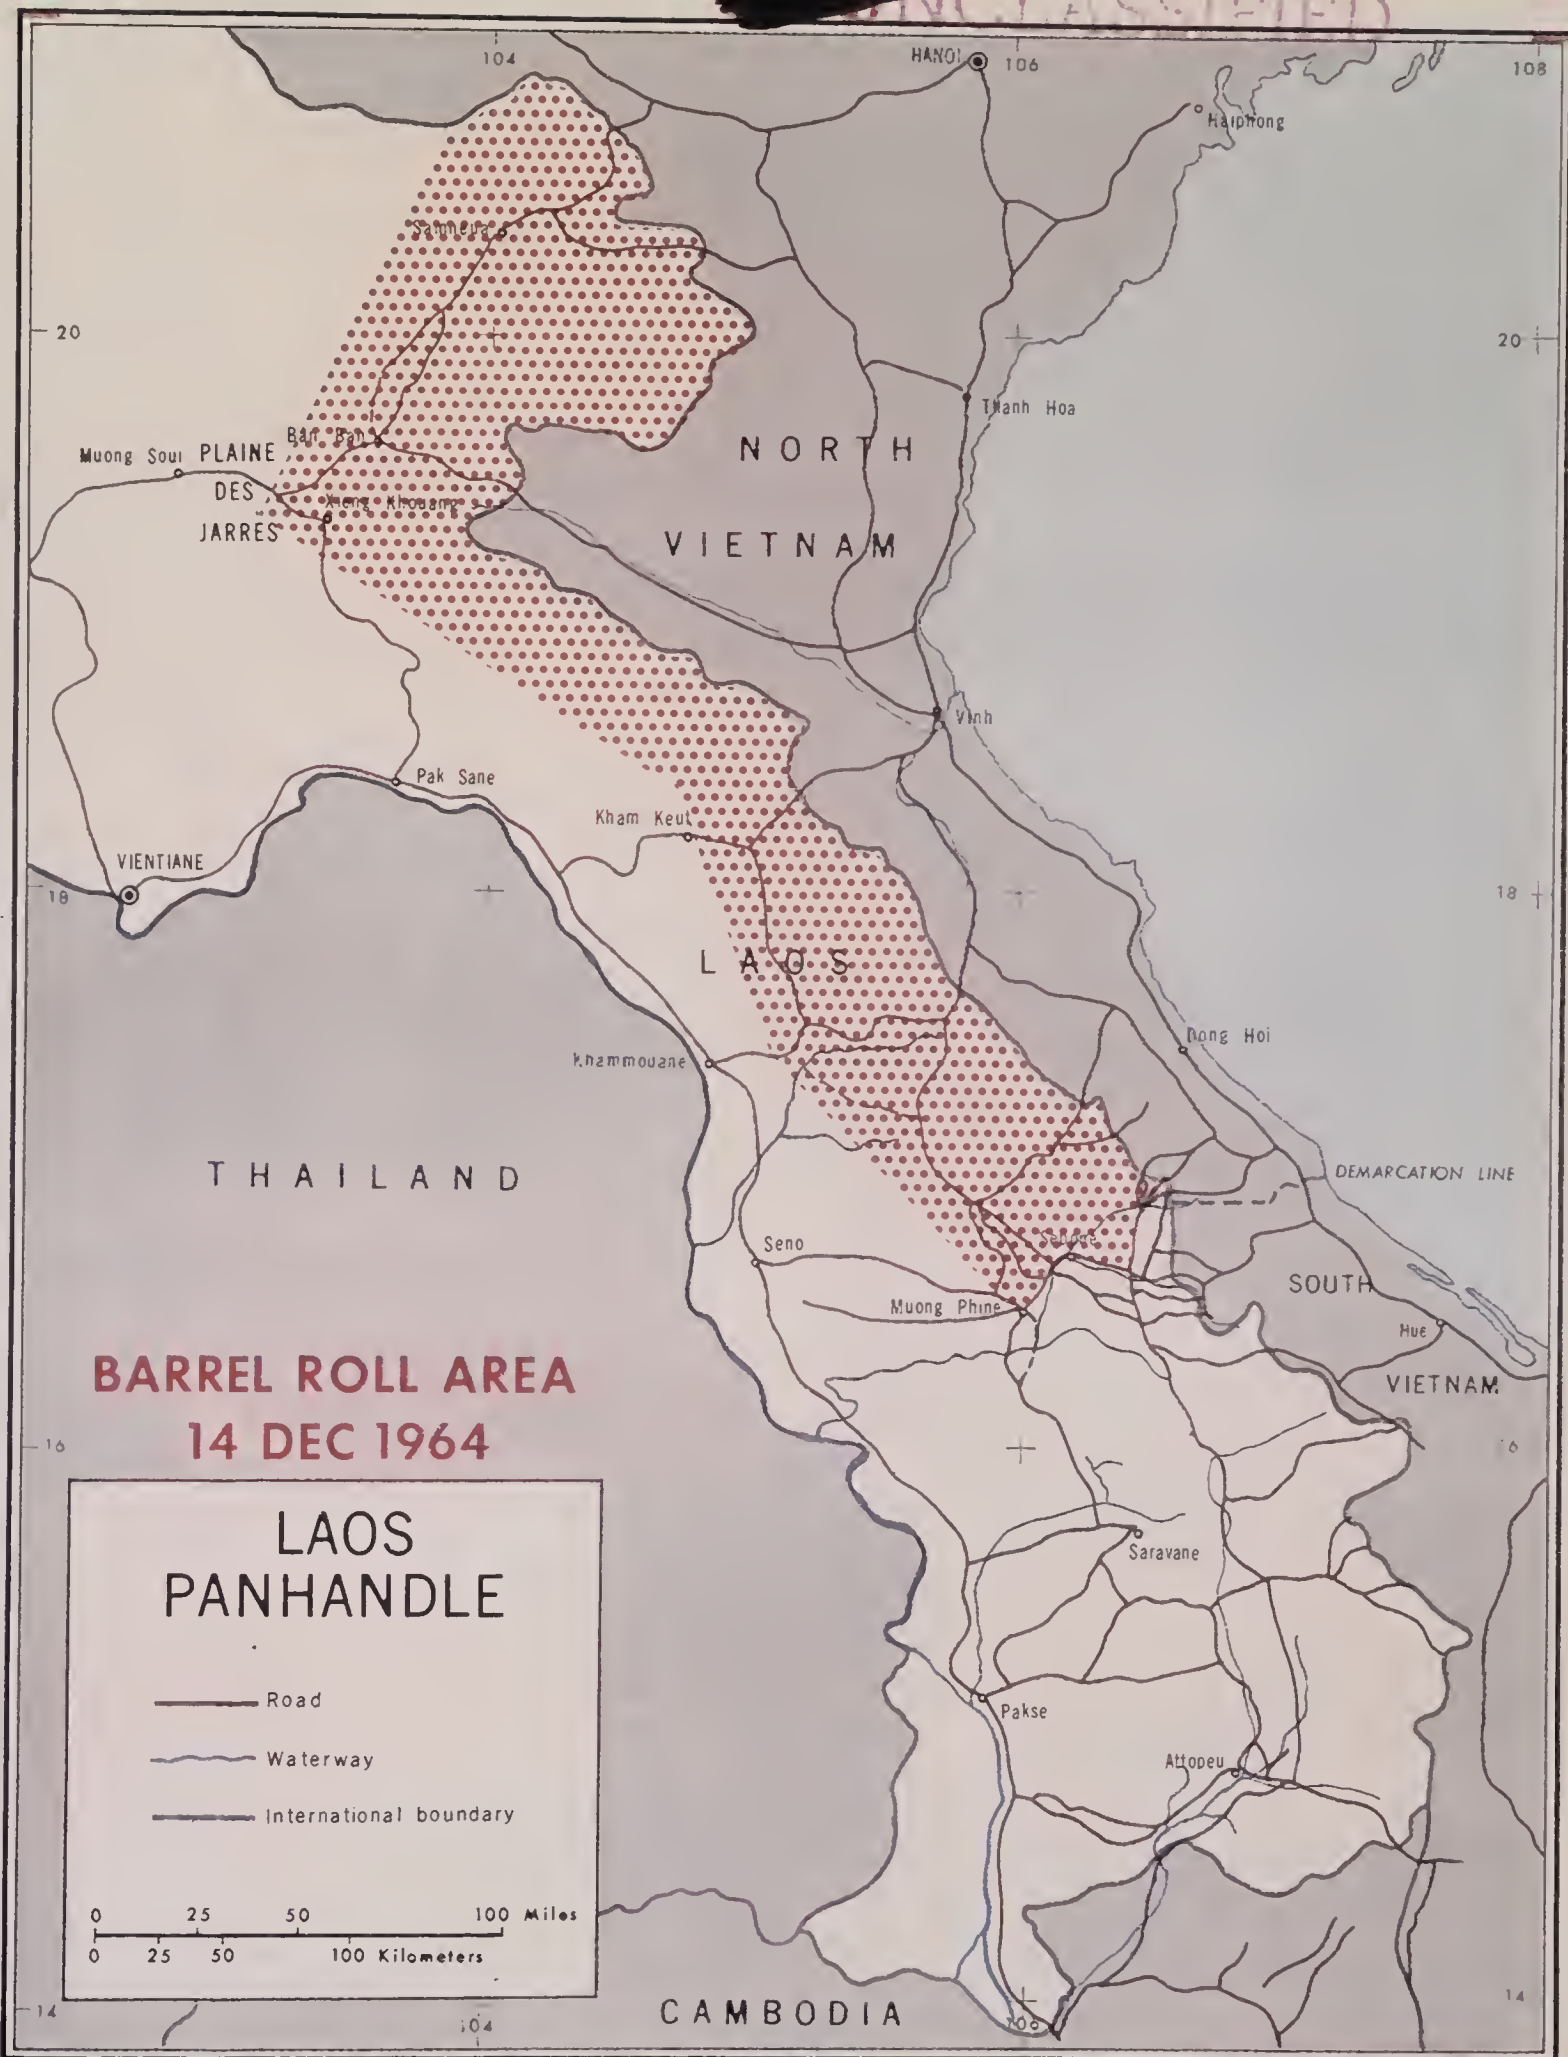 UNCLASSIFIED
104
HANOI
106
108
Haiphong
Samneua
20
20
Thanh Hoa
Ban Ban
Muong Soui
PLAINE
DES
JARRES
Xieng Khouang
NORTH
VIETNAM
Vinh
Pak Sane
Kham Keut
VIENTIANE
18
18
LAOS
Dong Hoi
Khammouane
THAILAND
DEMARCATION LINE
Seno
Sepone
SOUTH
Muong Phine
Hue
VIETNAM
BARREL ROLL AREA
14 DEC 1964
16
6
LAOS
PANHANDLE
Saravane
Road
Pakse
Waterway
Attopeu
International boundary
0 25 50 100 Miles
0 25 50 100 Kilometers
14
14
CAMBODIA
104
106